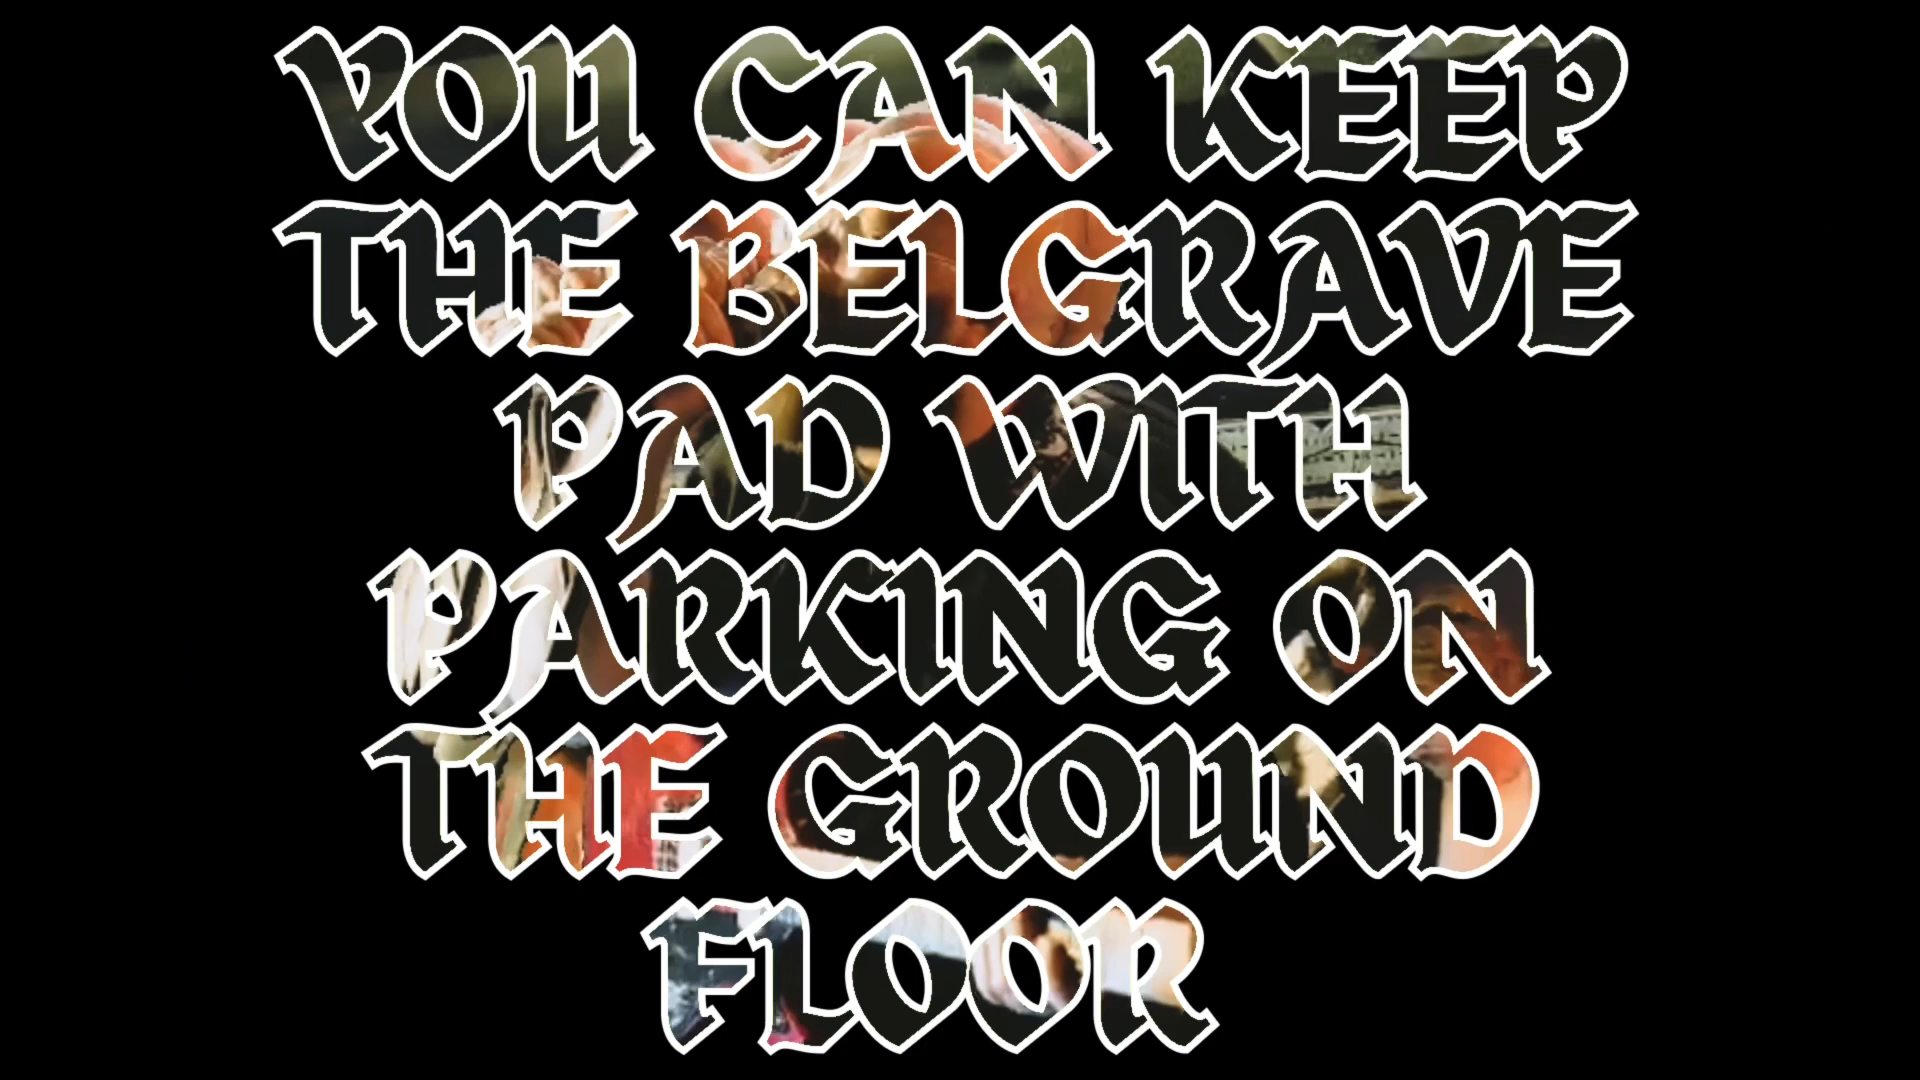 YOU CAN KEEP
THE BELGRAVE
PAD WITH
PARKING ON
THE GROUND
FLOOR